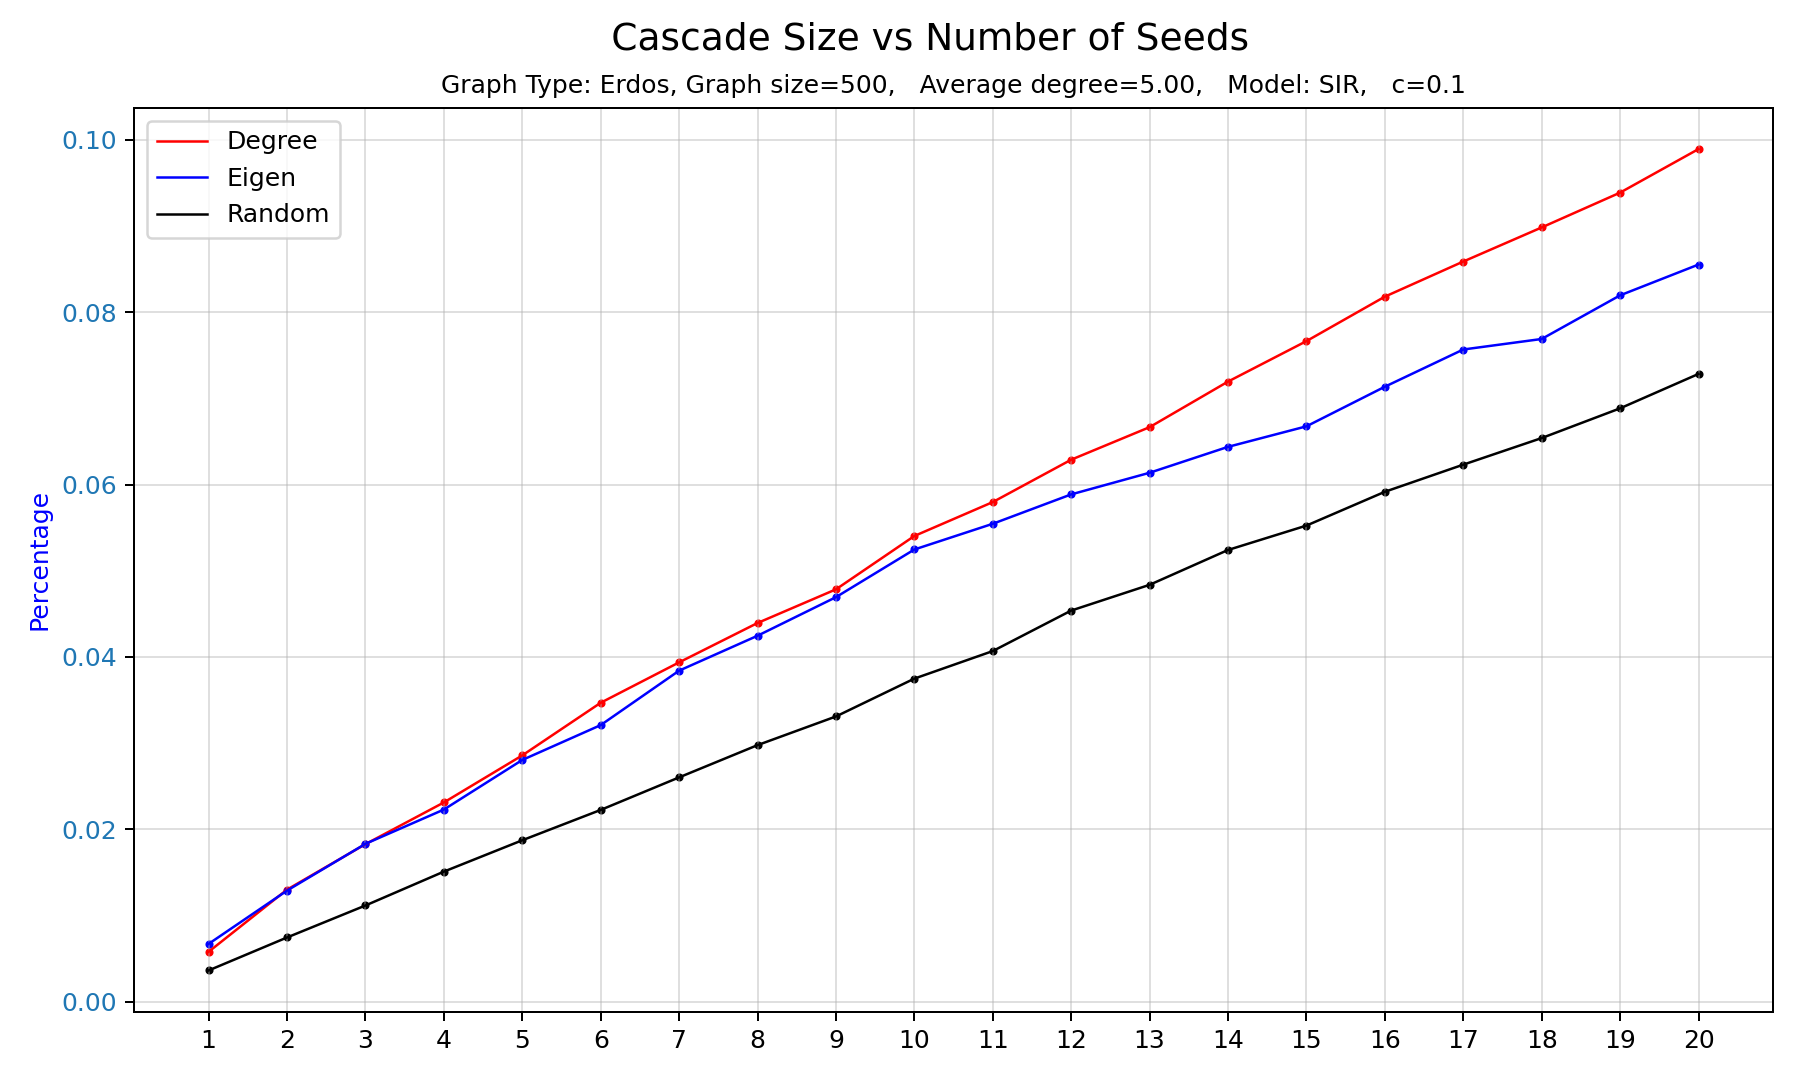 Cascade Size vs Number of Seeds
Graph Type: Erdos, Graph size=500,   Average degree=5.00,   Model: SIR,   c=0.1
Degree
Eigen
Random
Percentage
0.10
0.08
0.06
0.04
0.02
0.00
1 2 3 4 5 6 7 8 9 10 11 12 13 14 15 16 17 18 19 20